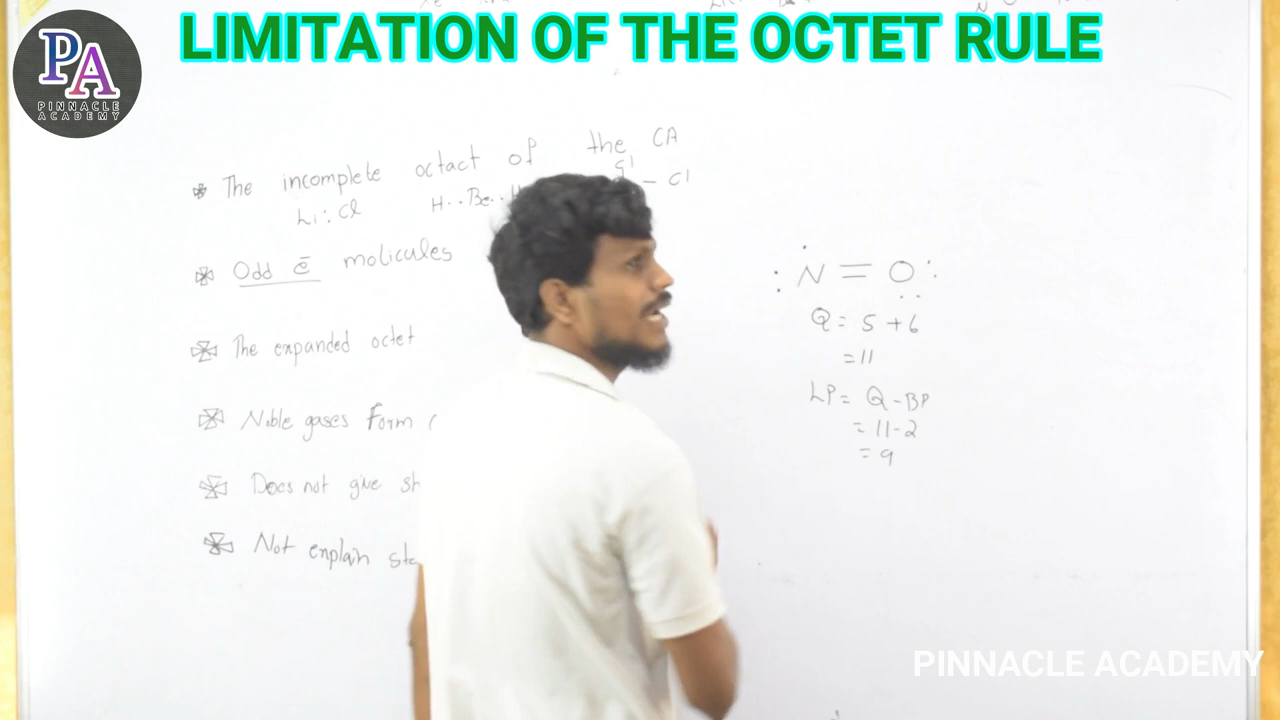 LIMITATION OF THE OCTET RULE
PA
PINNACLE
ACADEMY
* The incomplete octact of the CA
Li : Cl H..Be.. – Cl
* Odd e̅ molicules
* The expanded octet
* Noble gases form
* Does not give
* Not explain
: N = O :
Q = 5 + 6
= 11
LP = Q - BP
= 11 - 2
= 9
PINNACLE ACADEMY